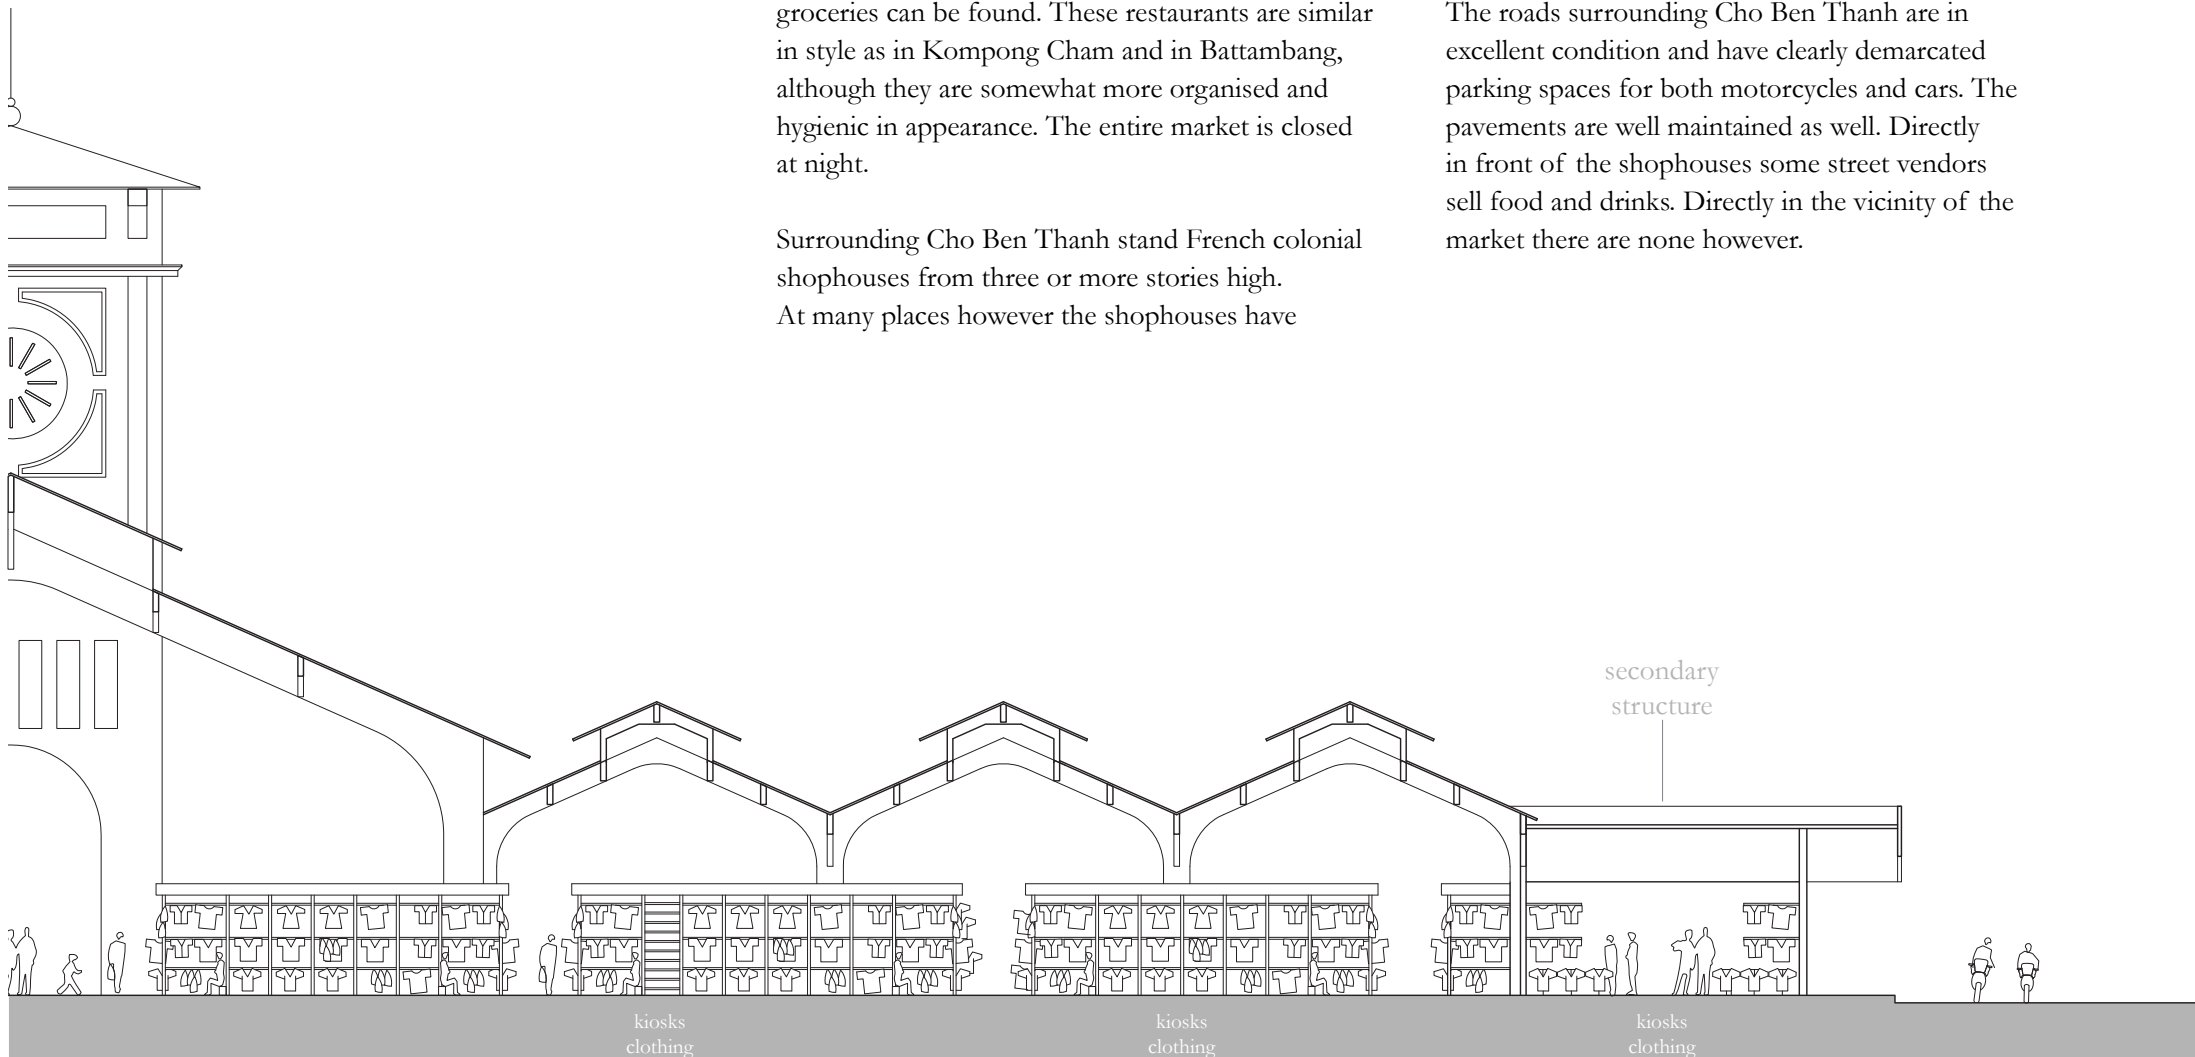 groceries can be found. These restaurants are similar
in style as in Kompong Cham and in Battambang,
although they are somewhat more organised and
hygienic in appearance. The entire market is closed
at night.
Surrounding Cho Ben Thanh stand French colonial
shophouses from three or more stories high.
At many places however the shophouses have
The roads surrounding Cho Ben Thanh are in
excellent condition and have clearly demarcated
parking spaces for both motorcycles and cars. The
pavements are well maintained as well. Directly
in front of the shophouses some street vendors
sell food and drinks. Directly in the vicinity of the
market there are none however.
secondary
structure
kiosks
clothing
kiosks
clothing
kiosks
clothing